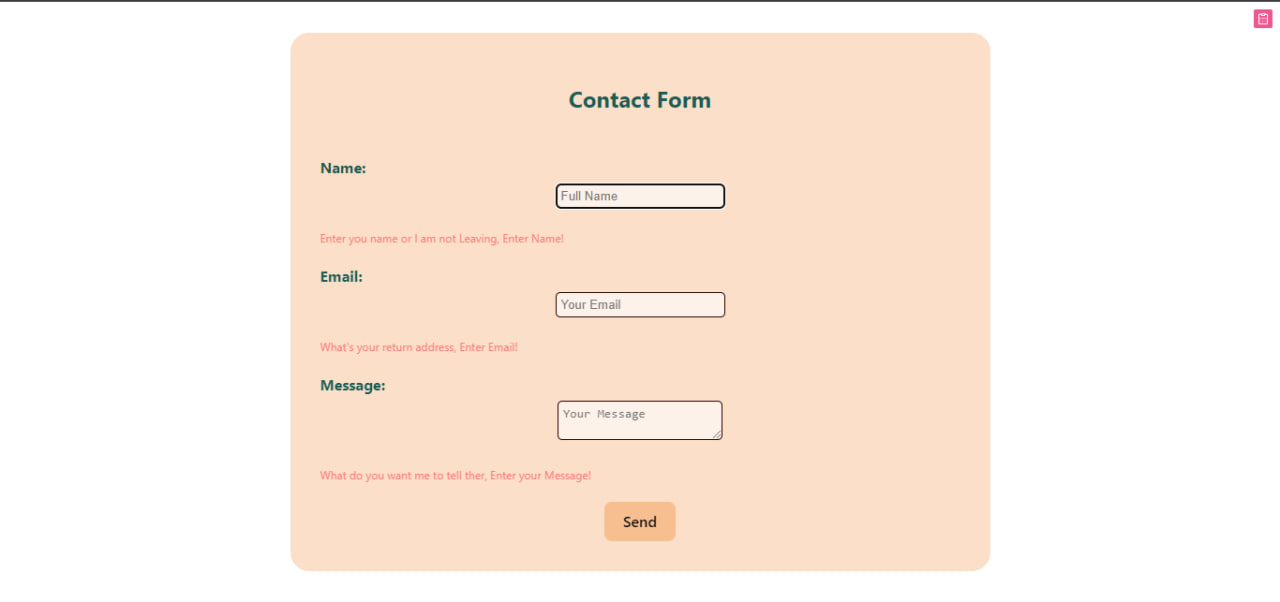 Contact Form
Name:
Full Name
Enter you name or I am not Leaving, Enter Name!
Email:
Your Email
What's your return address, Enter Email!
Message:
Your Message
What do you want me to tell ther, Enter your Message!
Send